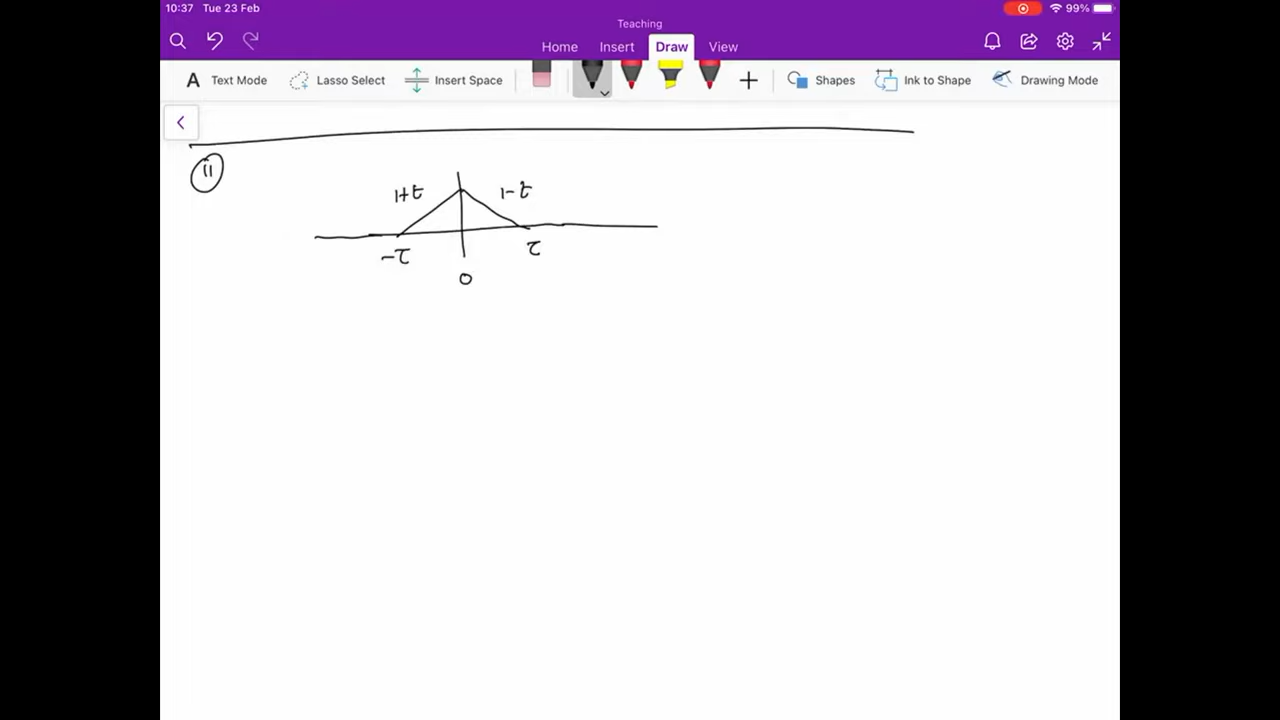 10:37 Tue 23 Feb
99%
Teaching
Home Insert Draw View
A Text Mode Lasso Select Insert Space Shapes Ink to Shape Drawing Mode
ii
1+t 1-t
-τ τ
0